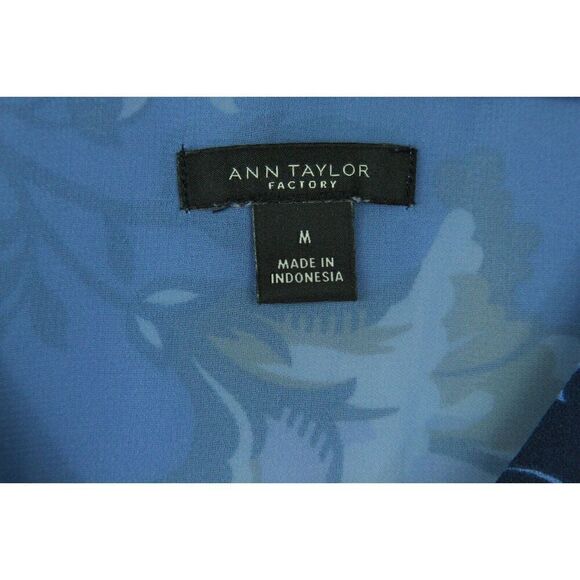 ANN TAYLOR
FACTORY
M
MADE IN
INDONESIA